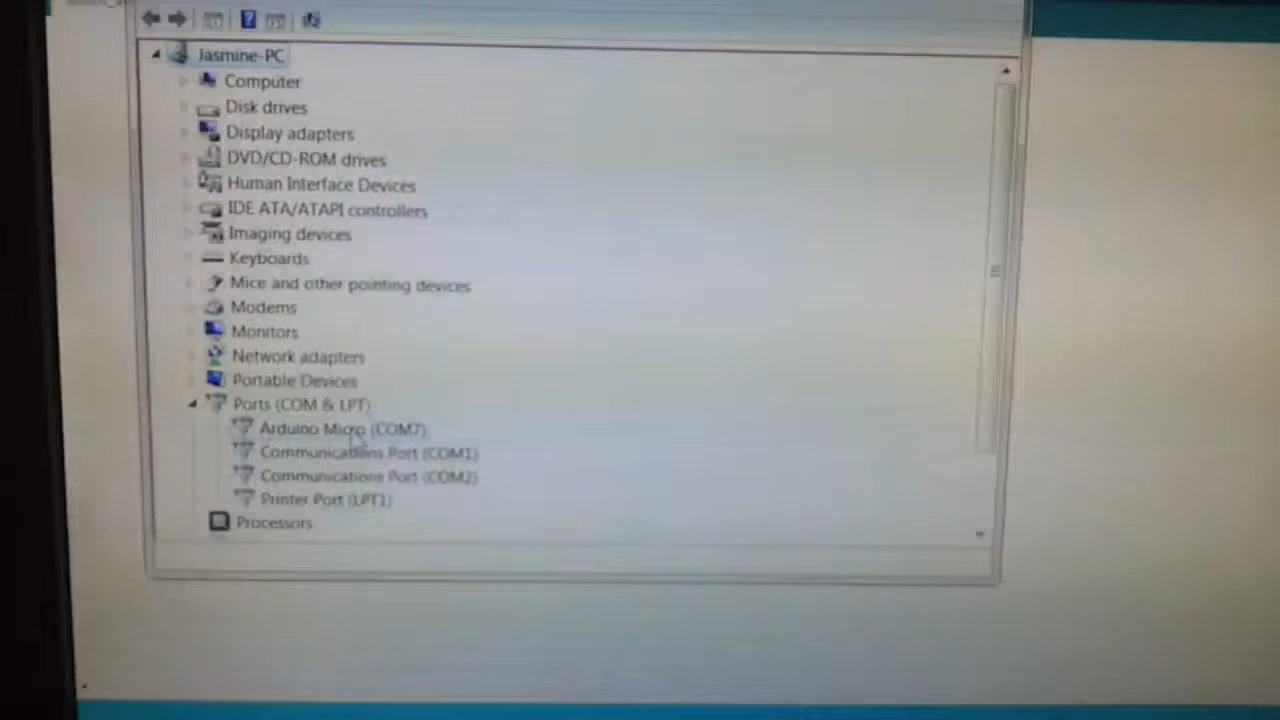 Jasmine-PC
Computer
Disk drives
Display adapters
DVD/CD-ROM drives
Human Interface Devices
IDE ATA/ATAPI controllers
Imaging devices
Keyboards
Mice and other pointing devices
Modems
Monitors
Network adapters
Portable Devices
Ports (COM & LPT)
Arduino Micro (COM7)
Communications Port (COM1)
Communications Port (COM2)
Printer Port (LPT1)
Processors